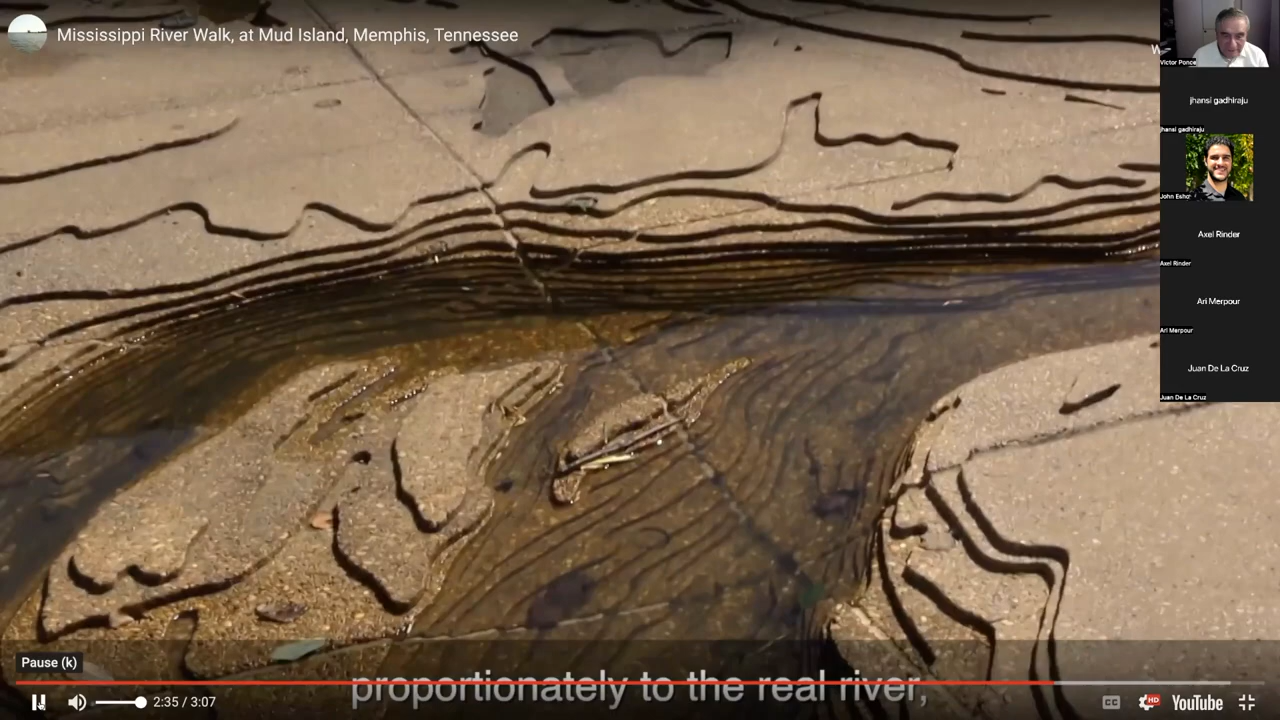 Mississippi River Walk, at Mud Island, Memphis, Tennessee
W
Victor Ponce
jhansi gadhiraju
jhansi gadhiraju
Axel Rinder
Axel Rinder
Ari Merpour
Ari Merpour
Juan De La Cruz
Juan De La Cruz
Pause (k)
proportionately to the real river,
2:35 / 3:07
CC
HD
YouTube